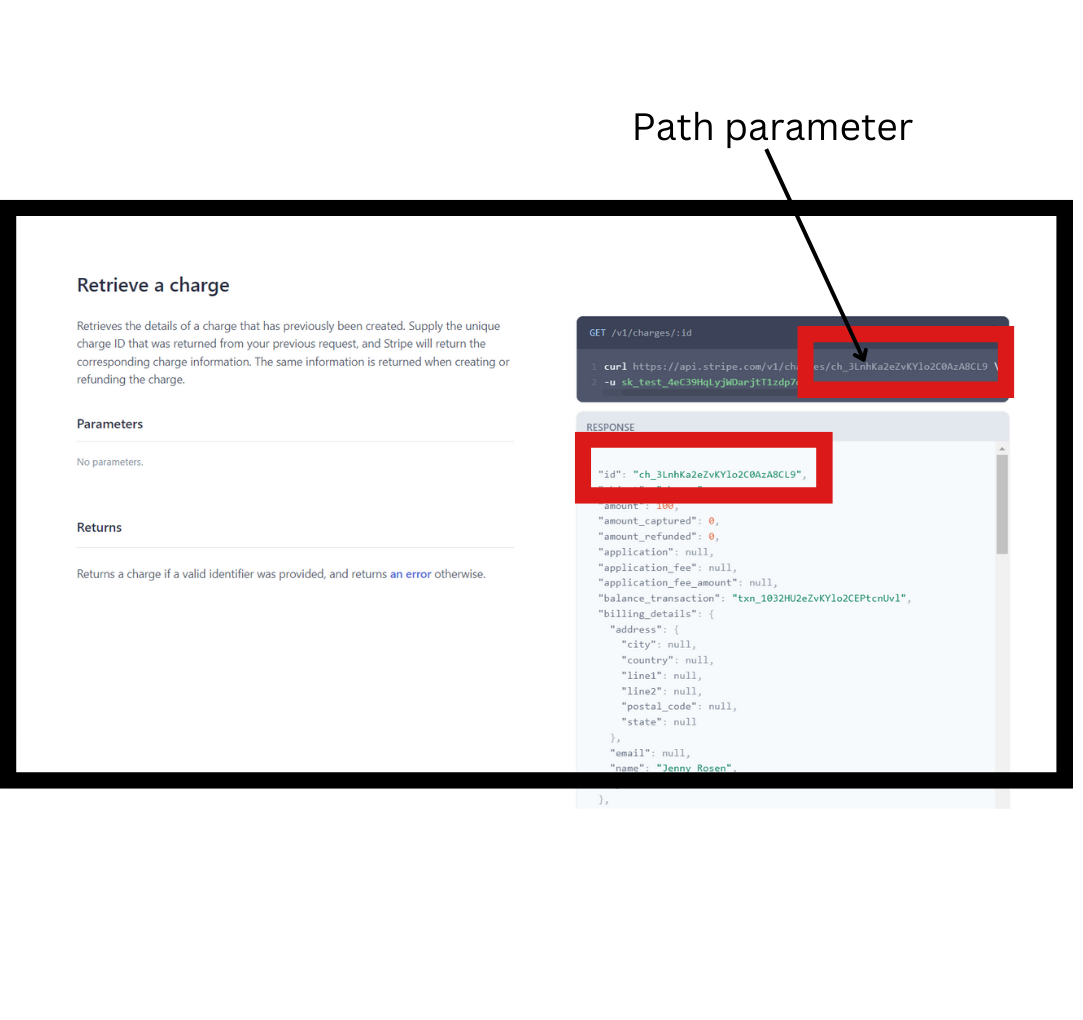 Path parameter
Retrieve a charge
Retrieves the details of a charge that has previously been created. Supply the unique
charge ID that was returned from your previous request, and Stripe will return the
corresponding charge information. The same information is returned when creating or
refunding the charge.
Parameters
No parameters.
Returns
Returns a charge if a valid identifier was provided, and returns an error otherwise.
GET /v1/charges/:id
1 curl https://api.stripe.com/v1/cha es/ch_3LnhKa2eZvKYlo2C0AzA8CL9 \
2 -u sk_test_4eC39HqLyjWDarjtT1zdp7
RESPONSE
"id": "ch_3LnhKa2eZvKYlo2C0AzA8CL9",
"amount": 100,
"amount_captured": 0,
"amount_refunded": 0,
"application": null,
"application_fee": null,
"application_fee_amount": null,
"balance_transaction": "txn_1032HU2eZvKYlo2CEPtcnUvl",
"billing_details": {
"address": {
"city": null,
"country": null,
"line1": null,
"line2": null,
"postal_code": null,
"state": null
},
"email": null,
"name": "Jenny Rosen",
},